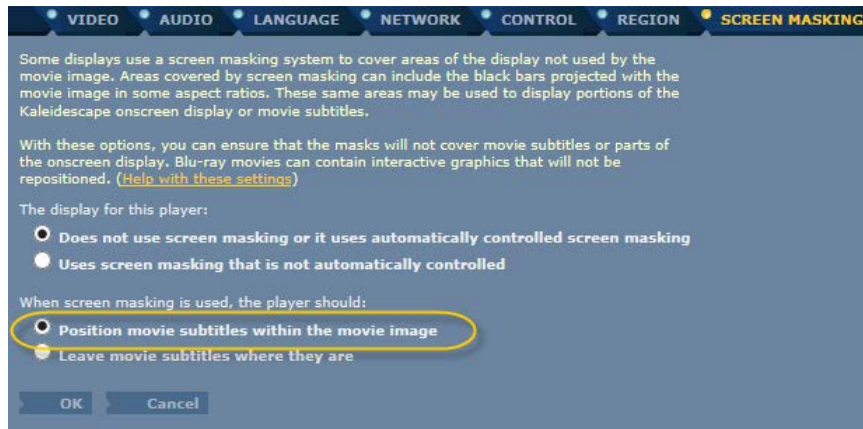 VIDEO AUDIO LANGUAGE NETWORK CONTROL REGION SCREEN MASKING
Some displays use a screen masking system to cover areas of the display not used by the
movie image. Areas covered by screen masking can include the black bars projected with the
movie image in some aspect ratios. These same areas may be used to display portions of the
Kaleidescape onscreen display or movie subtitles.
With these options, you can ensure that the masks will not cover movie subtitles or parts of
the onscreen display. Blu-ray movies can contain interactive graphics that will not be
repositioned. (Help with these settings)
The display for this player:
Does not use screen masking or it uses automatically controlled screen masking
Uses screen masking that is not automatically controlled
When screen masking is used, the player should:
Position movie subtitles within the movie image
Leave movie subtitles where they are
OK Cancel